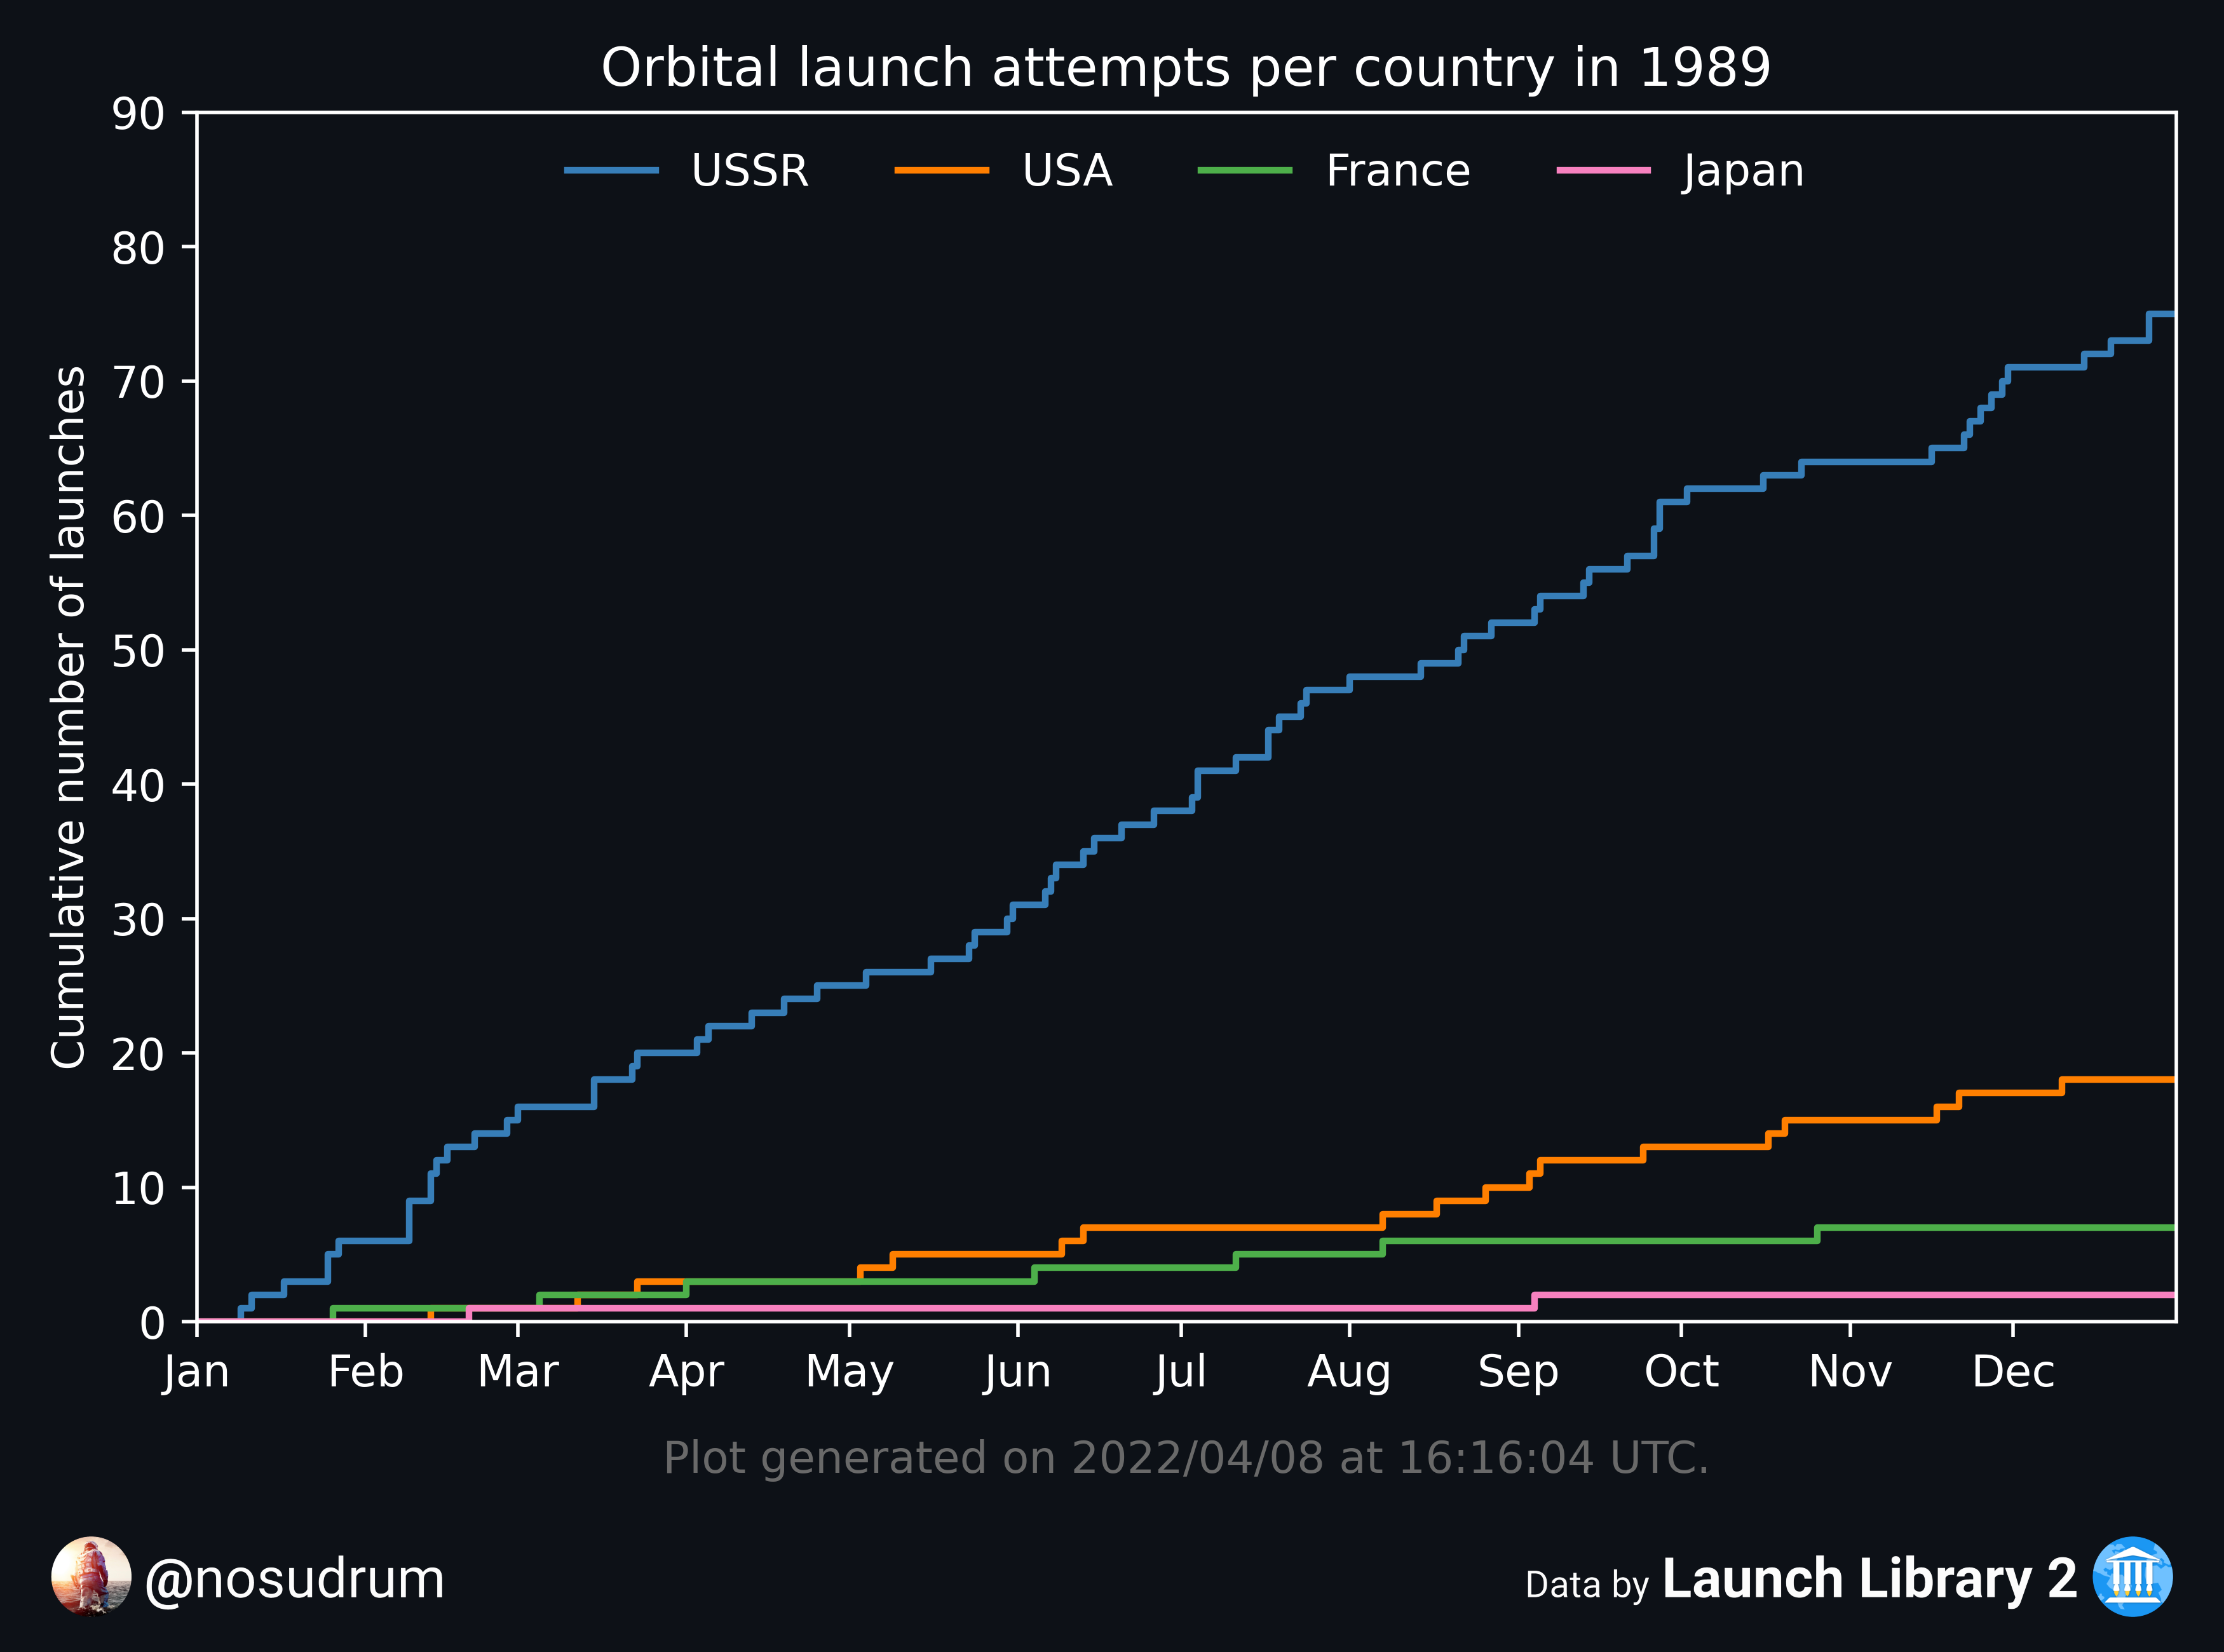 Orbital launch attempts per country in 1989
USSR USA France Japan
90
80
70
60
50
40
30
20
10
0
Cumulative number of launches
Jan Feb Mar Apr May Jun Jul Aug Sep Oct Nov Dec
Plot generated on 2022/04/08 at 16:16:04 UTC.
@nosudrum
Data by Launch Library 2